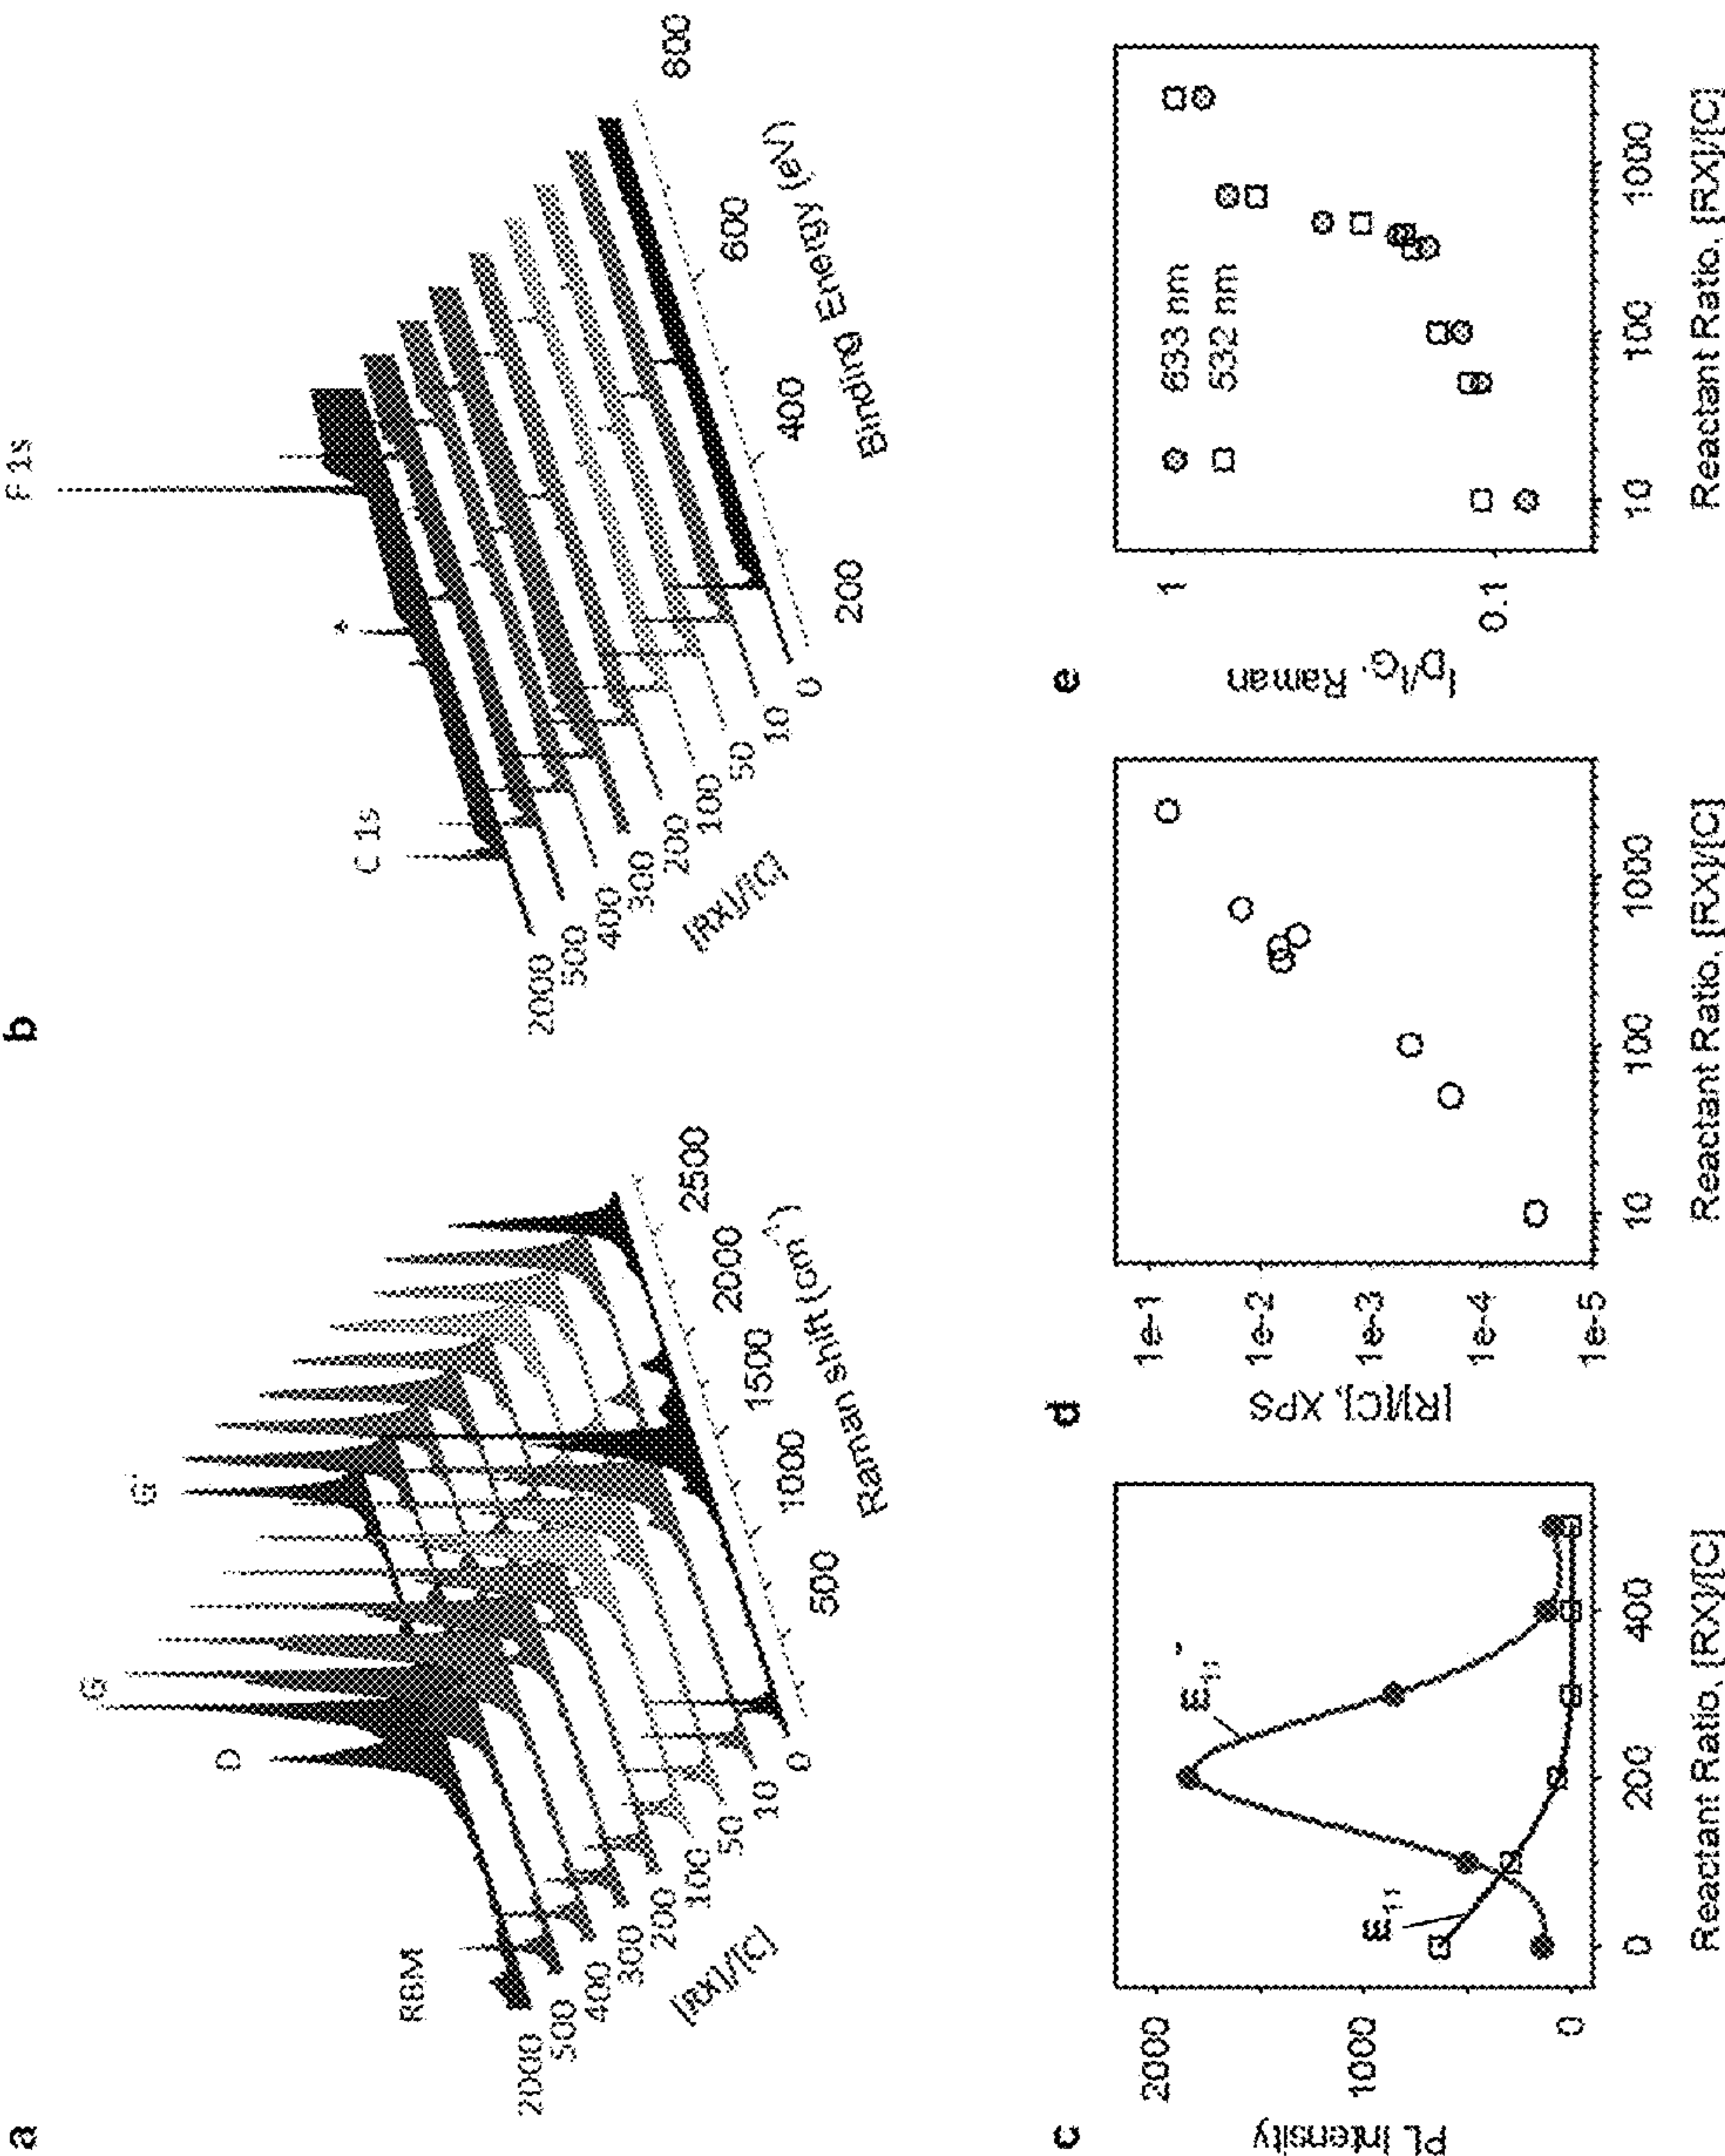 a
RBM
D
G
G'
2000
500
400
300
200
100
50
10
0
[RX]/[C]
500
1000
1500
2000
2500
Raman shift (cm⁻¹)
b
C 1s
*
F 1s
2000
500
400
300
200
100
50
10
0
[RX]/[C]
200
400
600
800
Binding Energy (eV)
c
PL Intensity
2000
1000
0
E₁₁
E₁₁⁻
0
200
400
Reactant Ratio, [RX]/[C]
d
[R]/[C], XPS
1e-1
1e-2
1e-3
1e-4
1e-5
10
100
1000
Reactant Ratio, [RX]/[C]
e
I_D/I_G, Raman
1
0.1
633 nm
532 nm
10
100
1000
Reactant Ratio, [RX]/[C]